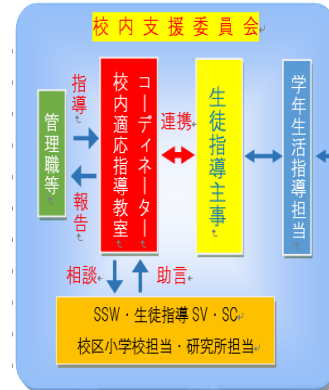 校内支援委員会
指導
管理職等
報告
校内適応指導教室
コーディネーター
連携
生徒指導主事
学年生活指導担当
相談
助言
SSW・生徒指導SV・SC
校区小学校担当・研究所担当